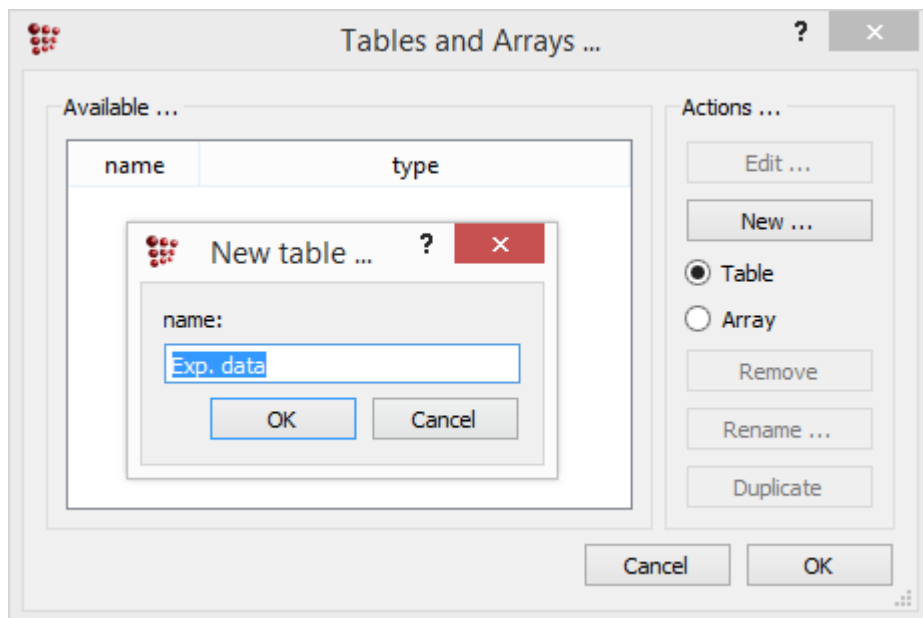 Tables and Arrays ...
?
×
Available ...
name type
New table ...
?
×
name:
Exp. data
OK Cancel
Actions ...
Edit ...
New ...
Table
Array
Remove
Rename ...
Duplicate
Cancel OK